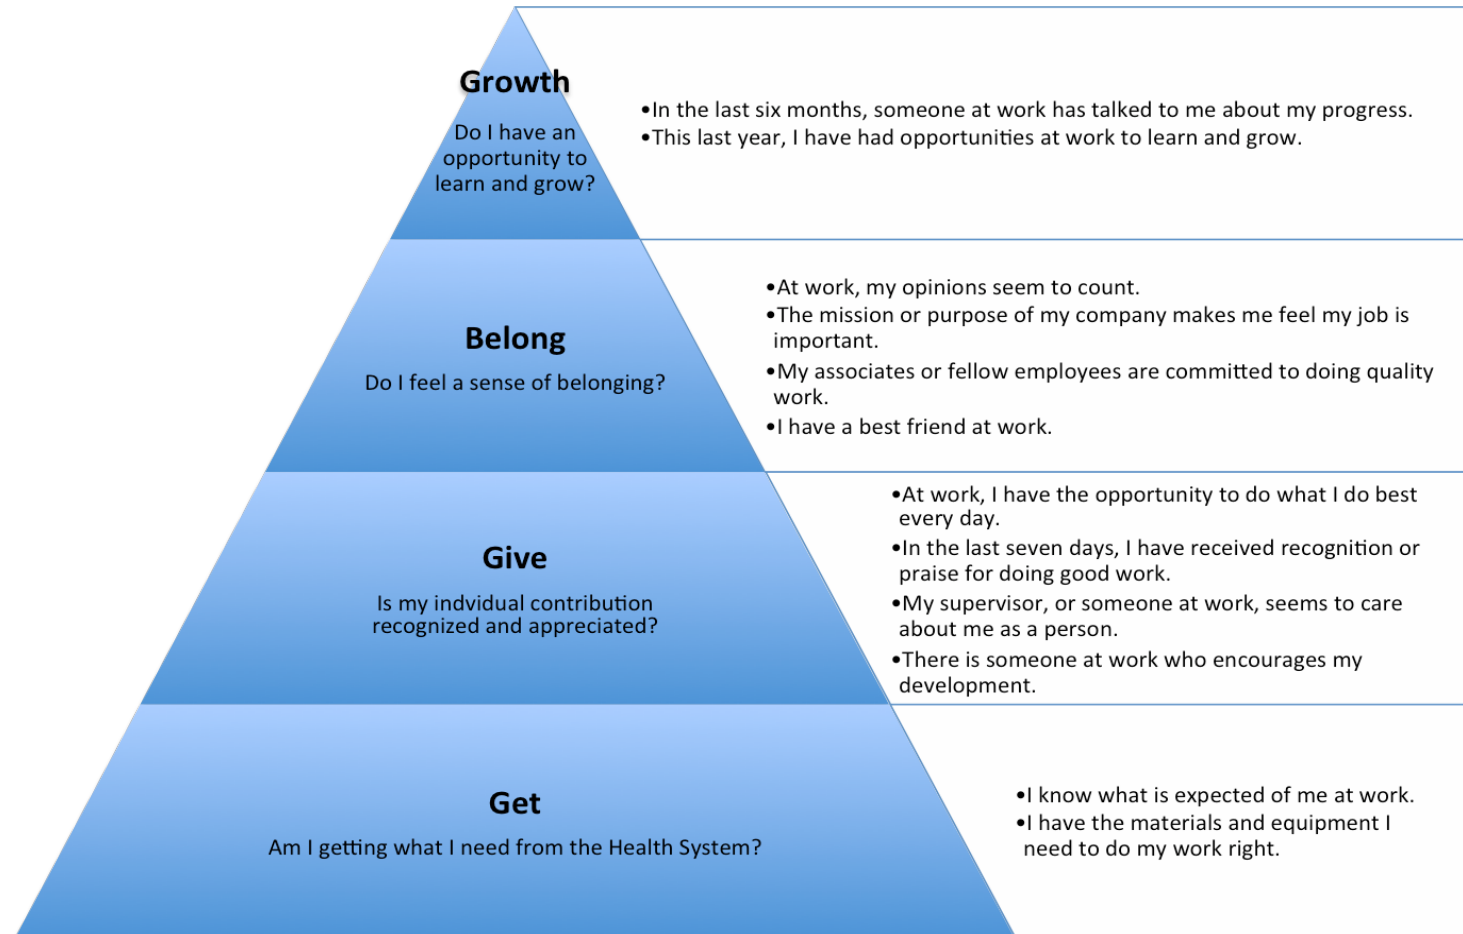 Growth
Do I have an
opportunity to
learn and grow?
•In the last six months, someone at work has talked to me about my progress.
•This last year, I have had opportunities at work to learn and grow.
Belong
Do I feel a sense of belonging?
•At work, my opinions seem to count.
•The mission or purpose of my company makes me feel my job is
important.
•My associates or fellow employees are committed to doing quality
work.
•I have a best friend at work.
Give
Is my indvidual contribution
recognized and appreciated?
•At work, I have the opportunity to do what I do best
every day.
•In the last seven days, I have received recognition or
praise for doing good work.
•My supervisor, or someone at work, seems to care
about me as a person.
•There is someone at work who encourages my
development.
Get
Am I getting what I need from the Health System?
•I know what is expected of me at work.
•I have the materials and equipment I
need to do my work right.